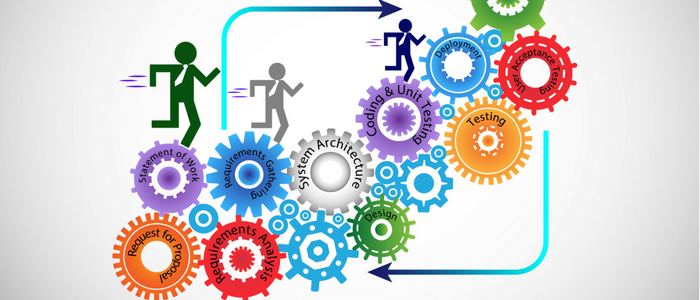 Statement of Work
Requirements Gathering
System Architecture
Coding & Unit Testing
Deployment
User Acceptance Testing
Testing
Design
Request for Proposal
Requirements Analysis